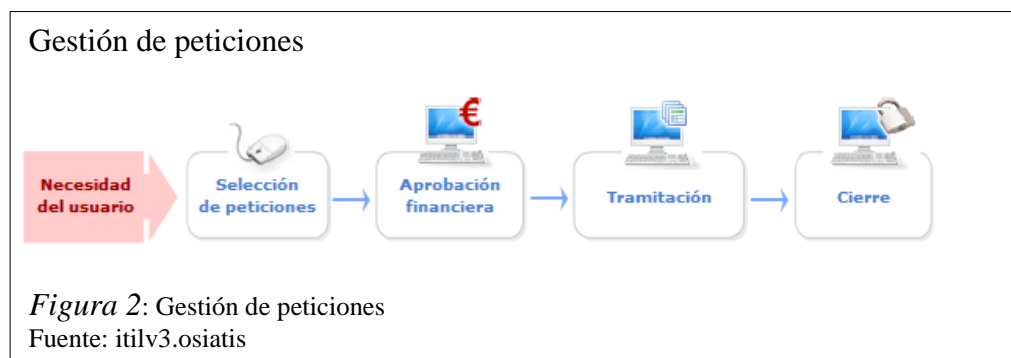 Gestión de peticiones
€
Necesidad
del usuario
Selección
de peticiones
Aprobación
financiera
Tramitación
Cierre
Figura 2: Gestión de peticiones
Fuente: itilv3.osiatis